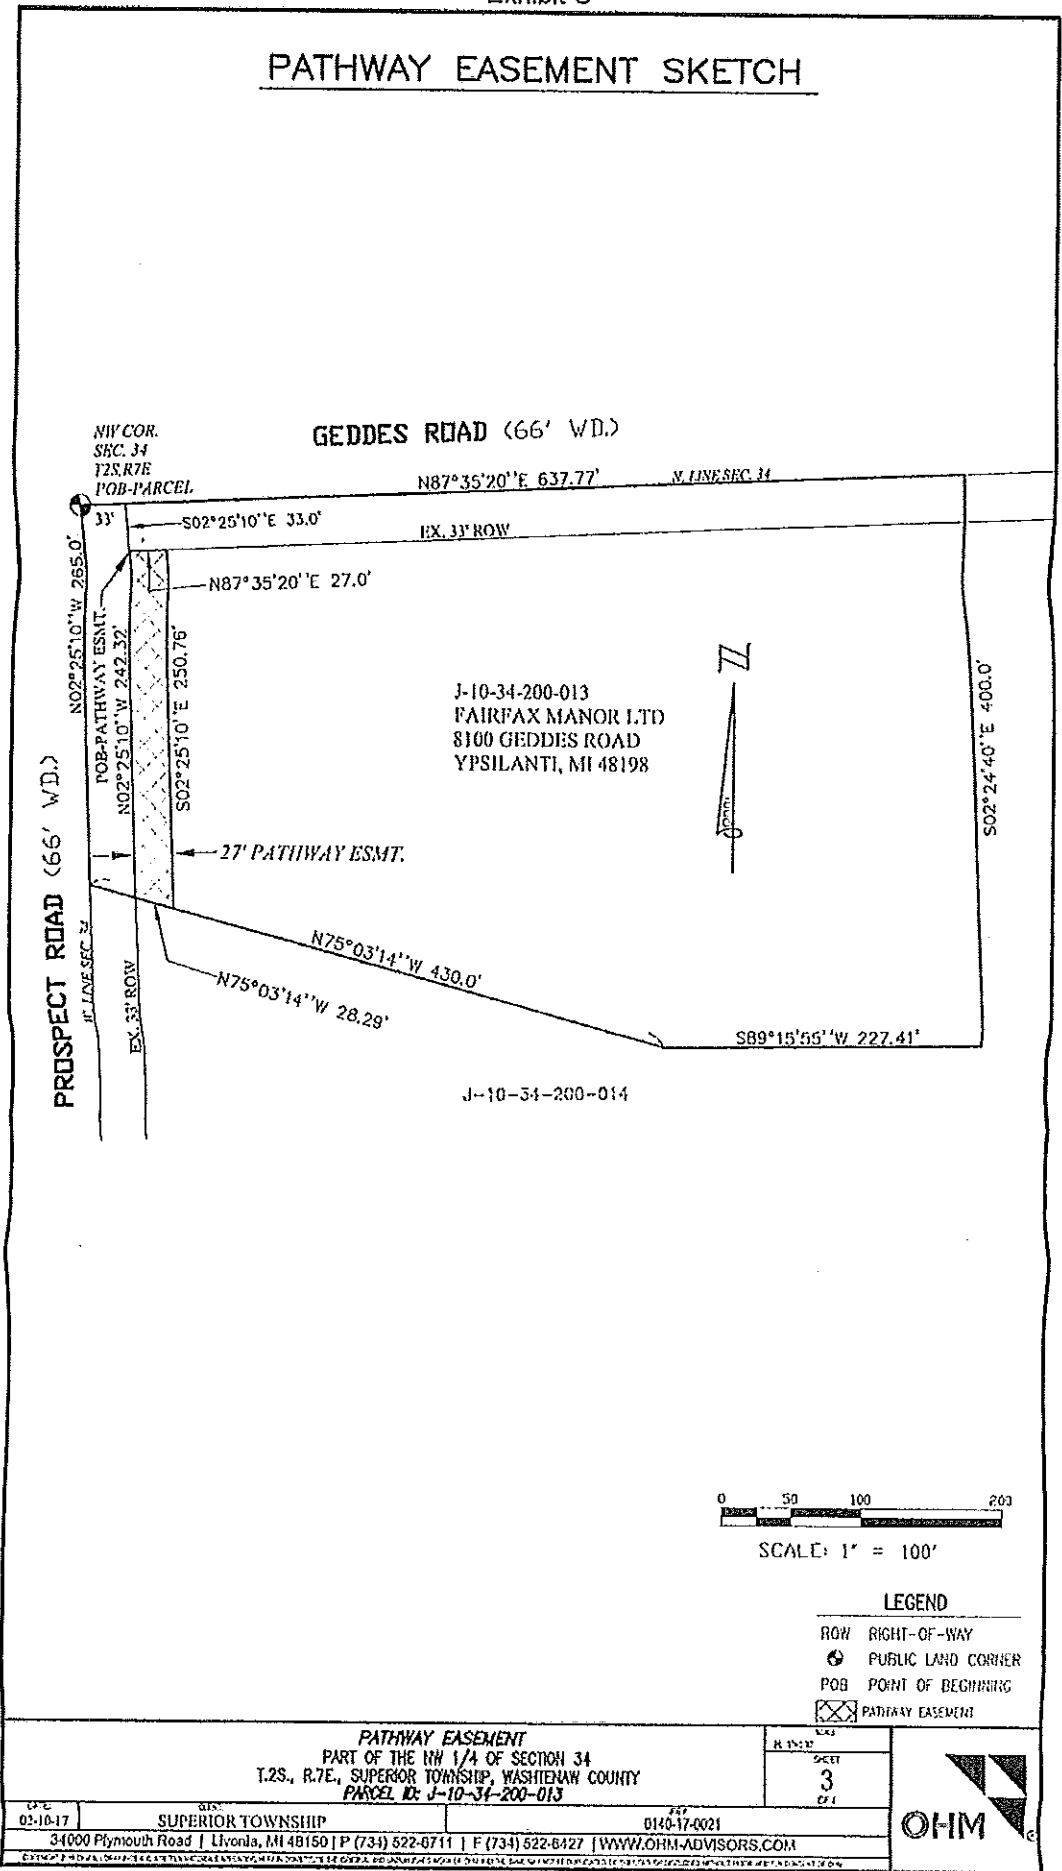 PATHWAY EASEMENT SKETCH
NW COR.
SEC. 34
T2S, R7E
POB-PARCEL
GEDDES ROAD (66' WD.)
N87°35'20"E 637.77'
N. LINE SEC. 34
33'
S02°25'10"E 33.0'
EX. 33' ROW
N87°35'20"E 27.0'
N02°25'10"W 265.0'
POB-PATHWAY ESMT.
N02°25'10"W 242.32'
S02°25'10"E 250.76'
J-10-34-200-013
FAIRFAX MANOR LTD
8100 GEDDES ROAD
YPSILANTI, MI 48198
Z
S02°24'40"E 400.0'
27' PATHWAY ESMT.
PROSPECT ROAD (66' WD.)
W. LINE SEC. 34
EX. 33' ROW
N75°03'14"W 430.0'
N75°03'14"W 28.29'
S89°15'55"W 227.41'
J-10-34-200-014
0 50 100 200
SCALE: 1" = 100'
LEGEND
ROW RIGHT-OF-WAY
PUBLIC LAND CORNER
POB POINT OF BEGINNING
PATHWAY EASEMENT
PATHWAY EASEMENT
PART OF THE NW 1/4 OF SECTION 34
T.2S., R.7E., SUPERIOR TOWNSHIP, WASHTENAW COUNTY
PARCEL ID: J-10-34-200-013
SHEET
3
SUPERIOR TOWNSHIP
0140-17-0021
34000 Plymouth Road | Livonia, MI 48150 | P (734) 522-6711 | F (734) 522-6427 | WWW.OHM-ADVISORS.COM
OHM